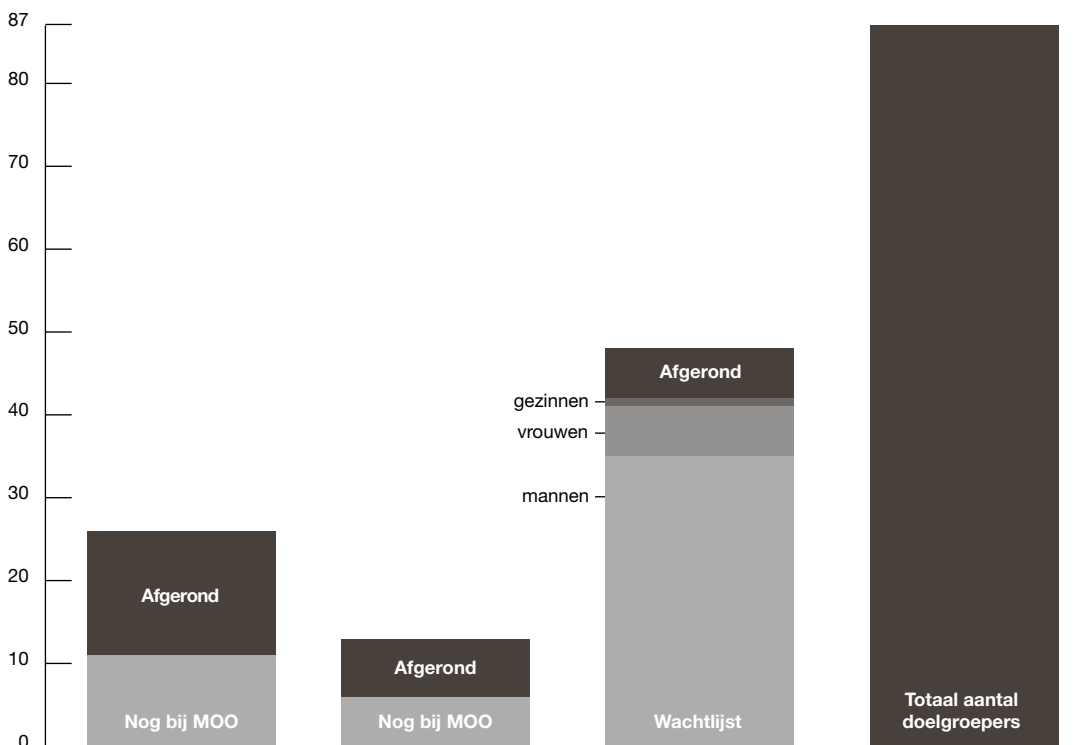 87
80
70
60
50
40
30
20
10
0
Afgerond
Nog bij MOO
Afgerond
Nog bij MOO
gezinnen
vrouwen
mannen
Afgerond
Wachtlijst
Totaal aantal
doelgroepers